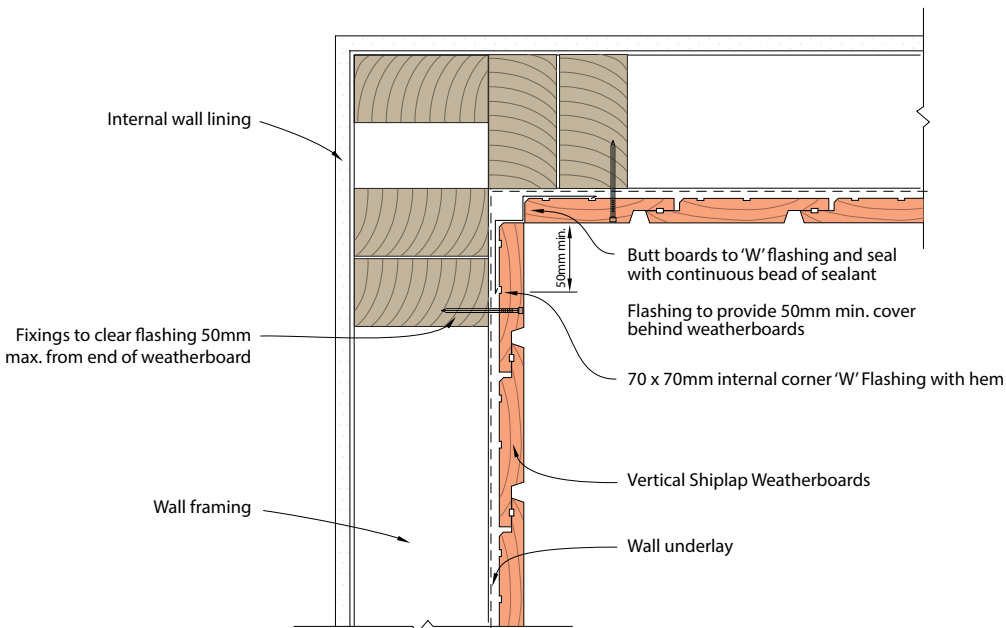 Internal wall lining
50mm min.
Butt boards to ‘W’ flashing and seal
with continuous bead of sealant
Flashing to provide 50mm min. cover
behind weatherboards
Fixings to clear flashing 50mm
max. from end of weatherboard
70 x 70mm internal corner ‘W’ Flashing with hem
Vertical Shiplap Weatherboards
Wall framing
Wall underlay